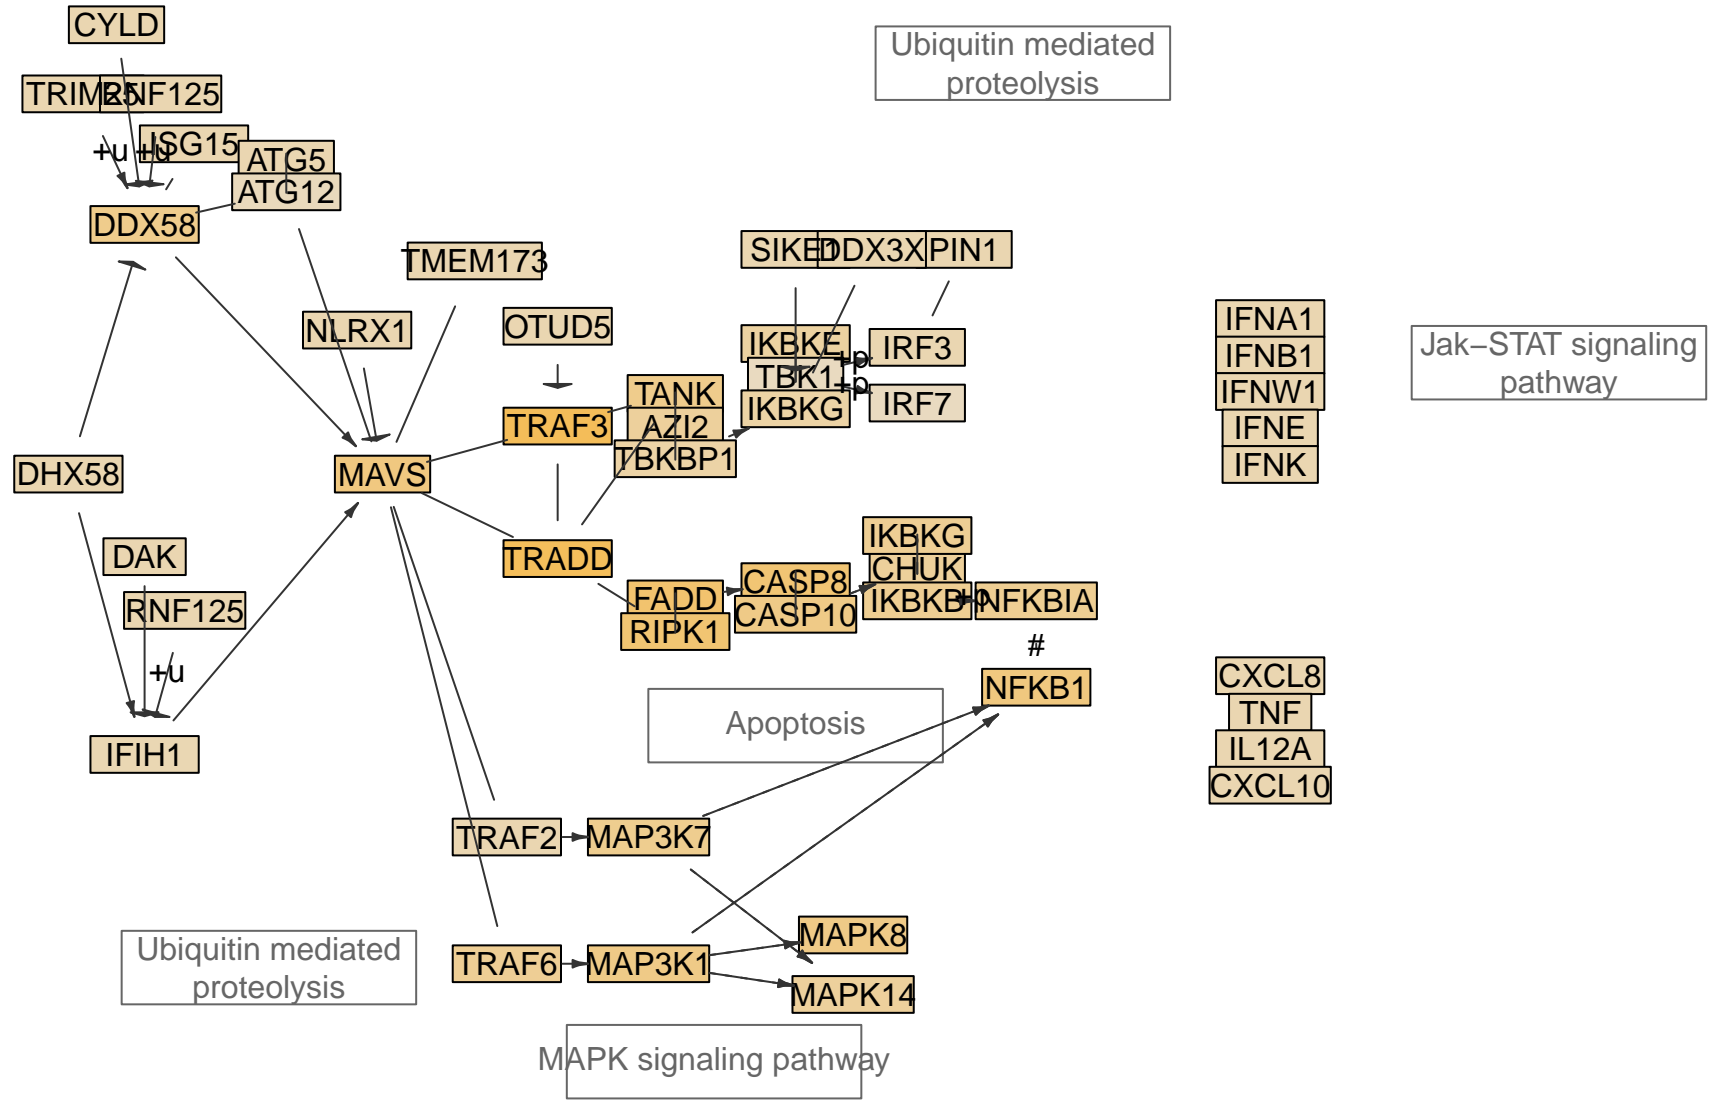 CYLD
Ubiquitin mediated
proteolysis
TRIM25
RNF125
ISG15
+u
+u
ATG5
ATG12
DDX58
TMEM173
SIKE1
DDX3X
PIN1
NLRX1
OTUD5
IKBKE
TBK1
IKBKG
+p
+p
IRF3
IRF7
IFNA1
IFNB1
IFNW1
IFNE
IFNK
Jak−STAT signaling
pathway
TRAF3
TANK
AZI2
TBKBP1
DHX58
MAVS
DAK
RNF125
+u
TRADD
FADD
RIPK1
CASP8
CASP10
IKBKG
CHUK
IKBKB
+p
NFKBIA
#
NFKB1
CXCL8
TNF
IL12A
CXCL10
IFIH1
Apoptosis
TRAF2
MAP3K7
Ubiquitin mediated
proteolysis
TRAF6
MAP3K1
MAPK8
MAPK14
MAPK signaling pathway